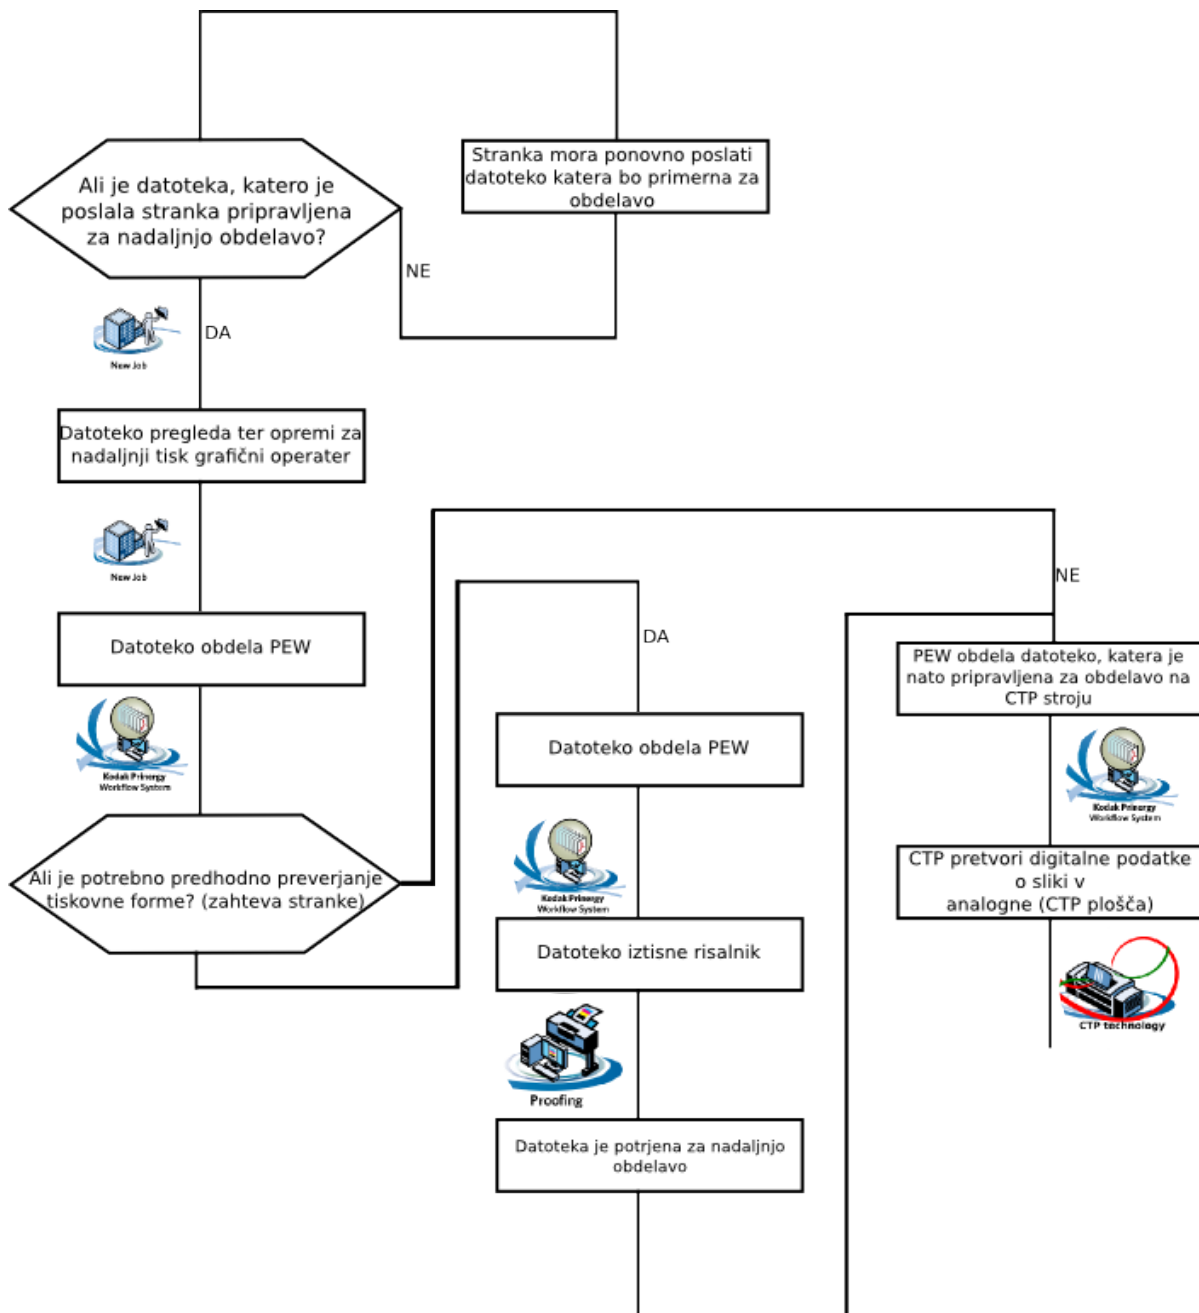 Ali je datoteka, katero je
poslala stranka pripravljena
za nadaljnjo obdelavo?
Stranka mora ponovno poslati
datoteko katera bo primerna za
obdelavo
NE
DA
New Job
Datoteko pregleda ter opremi za
nadaljnji tisk grafični operater
New Job
Datoteko obdela PEW
Kodak Prinergy
Workflow System
Ali je potrebno predhodno preverjanje
tiskovne forme? (zahteva stranke)
DA
Datoteko obdela PEW
Kodak Prinergy
Workflow System
Datoteko iztisne risalnik
Proofing
Datoteka je potrjena za nadaljnjo
obdelavo
NE
PEW obdela datoteko, katera je
nato pripravljena za obdelavo na
CTP stroju
Kodak Prinergy
Workflow System
CTP pretvori digitalne podatke
o sliki v
analogne (CTP plošča)
CTP technology